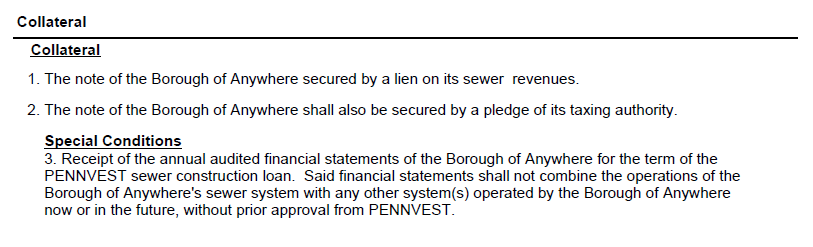 Collateral
Collateral
1. The note of the Borough of Anywhere secured by a lien on its sewer  revenues.
2. The note of the Borough of Anywhere shall also be secured by a pledge of its taxing authority.
Special Conditions
3. Receipt of the annual audited financial statements of the Borough of Anywhere for the term of the
PENNVEST sewer construction loan.  Said financial statements shall not combine the operations of the
Borough of Anywhere's sewer system with any other system(s) operated by the Borough of Anywhere
now or in the future, without prior approval from PENNVEST.